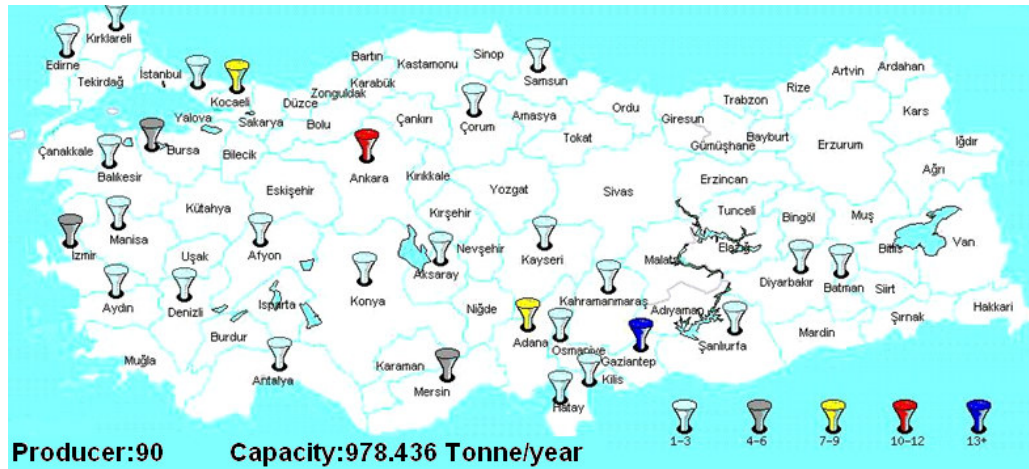 Kırklareli
Edirne
Tekirdağ
İstanbul
Kocaeli
Yalova
Sakarya
Düzce
Zonguldak
Bartın
Karabük
Kastamonu
Sinop
Samsun
Bolu
Çankırı
Çorum
Amasya
Ordu
Tokat
Giresun
Trabzon
Rize
Artvin
Ardahan
Kars
Gümüşhane
Bayburt
Erzurum
Iğdır
Ağrı
Çanakkale
Balıkesir
Bursa
Bilecik
Eskişehir
Ankara
Kırıkkale
Yozgat
Sivas
Erzincan
Tunceli
Bingöl
Muş
Kütahya
Manisa
İzmir
Uşak
Afyon
Kırşehir
Nevşehir
Aksaray
Kayseri
Malatya
Elazığ
Diyarbakır
Batman
Bitlis
Van
Siirt
Hakkari
Şırnak
Mardin
Aydın
Denizli
Isparta
Burdur
Konya
Niğde
Kahramanmaraş
Adıyaman
Şanlıurfa
Adana
Osmaniye
Gaziantep
Kilis
Hatay
Muğla
Antalya
Karaman
Mersin
1-3 4-6 7-9 10-12 13+
Producer:90 Capacity:978.436 Tonne/year